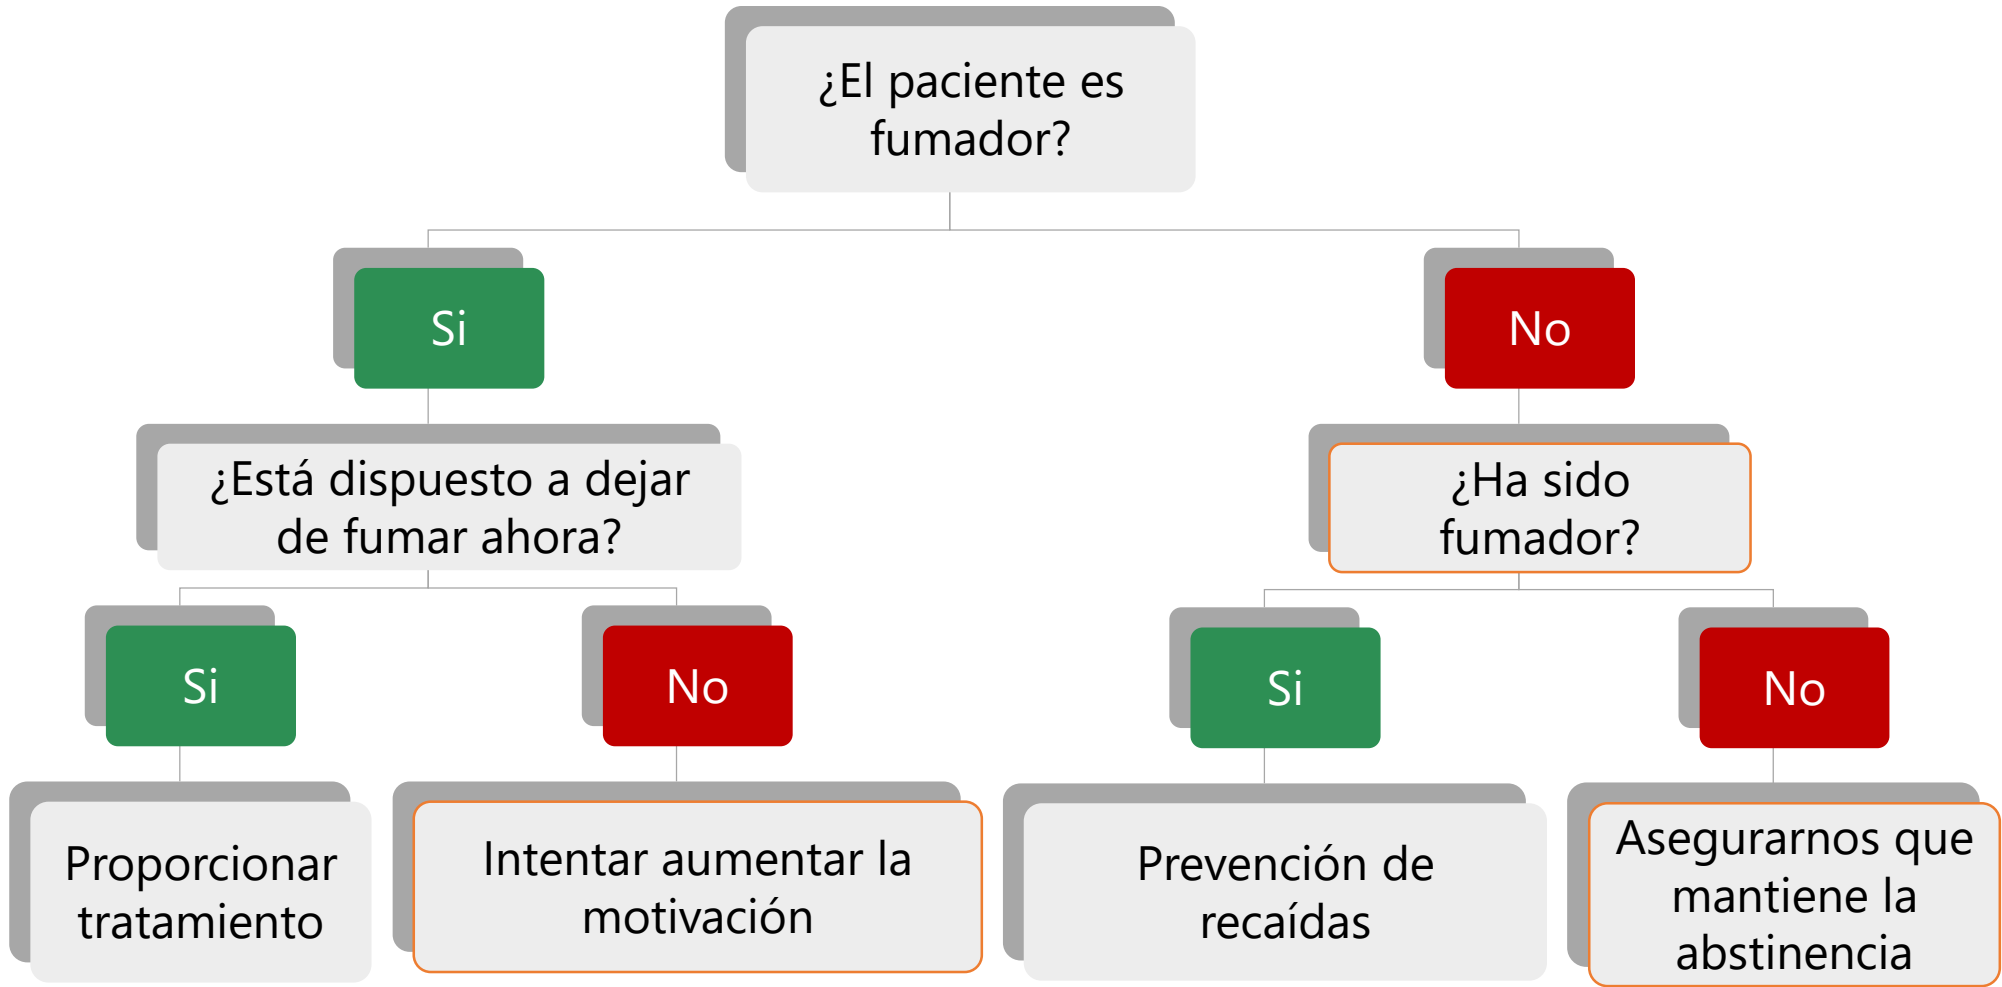 ¿El paciente es
fumador?
Si
No
¿Está dispuesto a dejar
de fumar ahora?
¿Ha sido
fumador?
Si
No
Si
No
Proporcionar
tratamiento
Intentar aumentar la
motivación
Prevención de
recaídas
Asegurarnos que
mantiene la
abstinencia